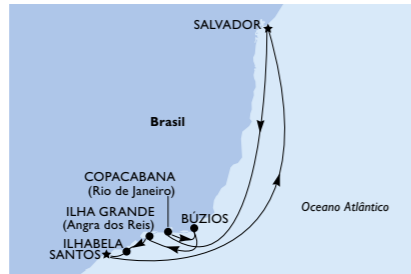 SALVADOR
Brasil
COPACABANA
(Rio de Janeiro)
ILHA GRANDE
(Angra dos Reis)
BÚZIOS
Oceano Atlântico
ILHABELA
SANTOS